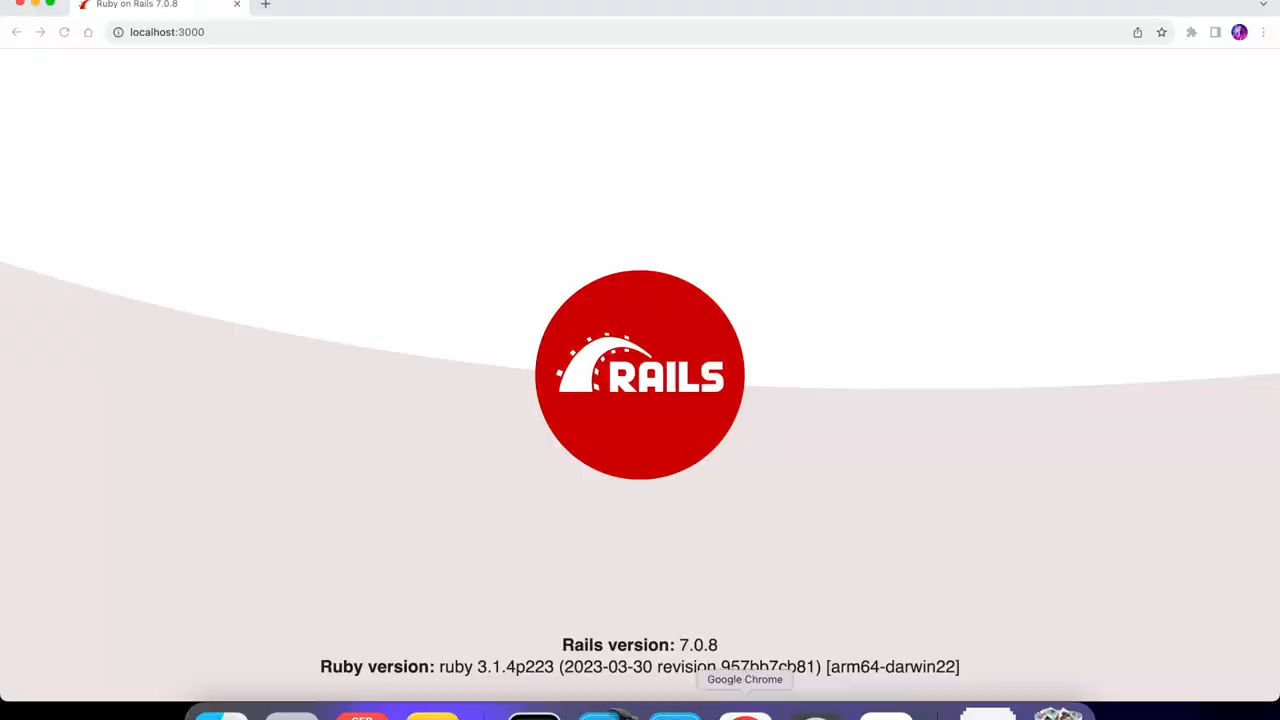 Ruby on Rails 7.0.8
localhost:3000
RAILS
Rails version: 7.0.8
Ruby version: ruby 3.1.4p223 (2023-03-30 revision 957bb7cb81) [arm64-darwin22]
Google Chrome
SEP